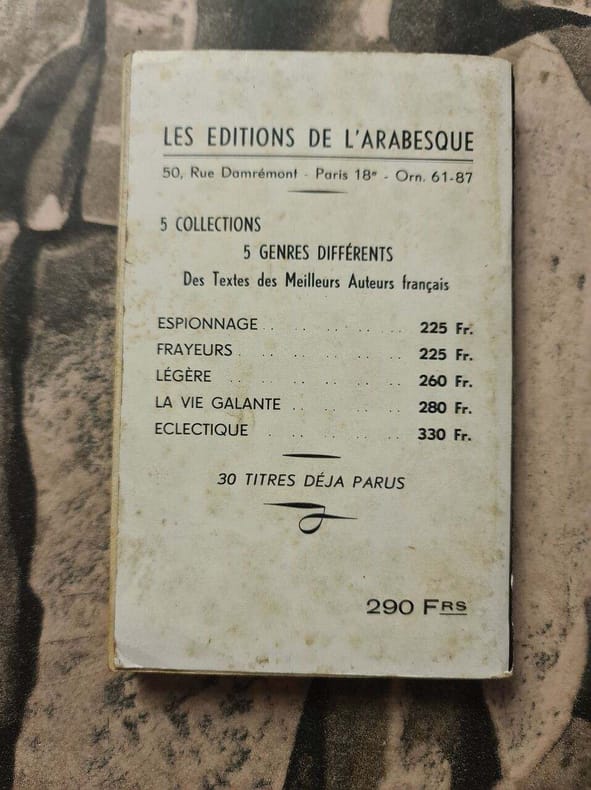 LES EDITIONS DE L'ARABESQUE
50, Rue Damrémont - Paris 18e - Orn. 61-87
5 COLLECTIONS
5 GENRES DIFFÉRENTS
Des Textes des Meilleurs Auteurs français
ESPIONNAGE . . . . . . . 225 Fr.
FRAYEURS . . . . . . . 225 Fr.
LÉGÈRE . . . . . . . 260 Fr.
LA VIE GALANTE . . . . . . 280 Fr.
ECLECTIQUE . . . . . . 330 Fr.
30 TITRES DÉJA PARUS
290 FRS